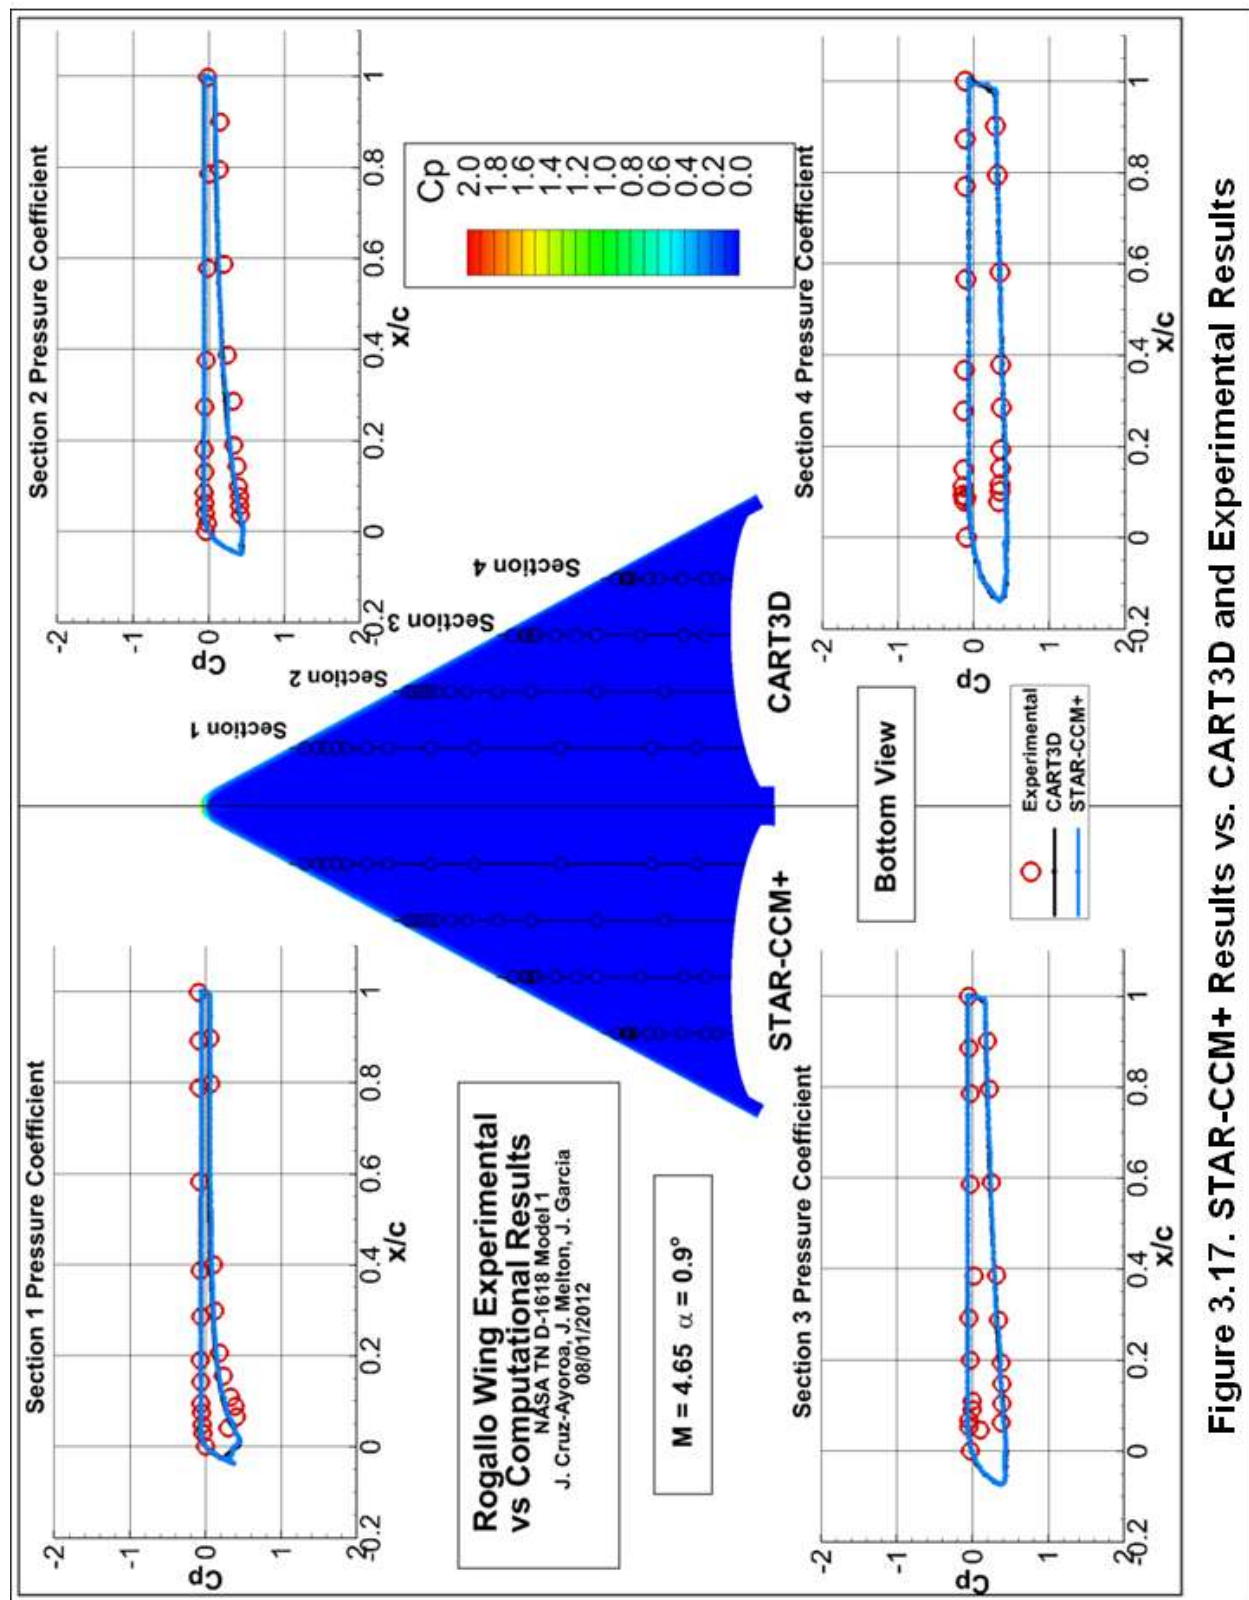 Section 1 Pressure Coefficient
-2
-1
0
1
2
Cp
-0.2
0
0.2
0.4
0.6
0.8
1
x/c
Section 2 Pressure Coefficient
-2
-1
0
1
2
Cp
-0.2
0
0.2
0.4
0.6
0.8
1
x/c
Rogallo Wing Experimental
vs Computational Results
NASA TN D-1618 Model 1
J. Cruz-Ayoroa, J. Melton, J. Garcia
08/01/2012
M = 4.65 α = 0.9°
Section 1
Section 2
Section 3
Section 4
Cp
2.0
1.8
1.6
1.4
1.2
1.0
0.8
0.6
0.4
0.2
0.0
STAR-CCM+
CART3D
Bottom View
Experimental
CART3D
STAR-CCM+
Section 3 Pressure Coefficient
-2
-1
0
1
2
Cp
-0.2
0
0.2
0.4
0.6
0.8
1
x/c
Section 4 Pressure Coefficient
-2
-1
0
1
2
Cp
-0.2
0
0.2
0.4
0.6
0.8
1
x/c
Figure 3.17. STAR-CCM+ Results vs. CART3D and Experimental Results